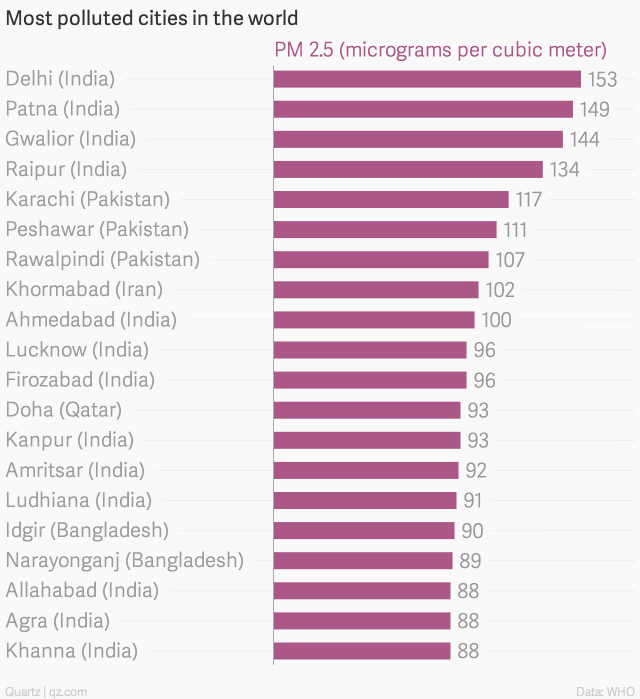 Most polluted cities in the world
PM 2.5 (micrograms per cubic meter)
Delhi (India) 153
Patna (India) 149
Gwalior (India) 144
Raipur (India) 134
Karachi (Pakistan) 117
Peshawar (Pakistan) 111
Rawalpindi (Pakistan) 107
Khormabad (Iran) 102
Ahmedabad (India) 100
Lucknow (India) 96
Firozabad (India) 96
Doha (Qatar) 93
Kanpur (India) 93
Amritsar (India) 92
Ludhiana (India) 91
Idgir (Bangladesh) 90
Narayonganj (Bangladesh) 89
Allahabad (India) 88
Agra (India) 88
Khanna (India) 88
Quartz | qz.com Data: WHO